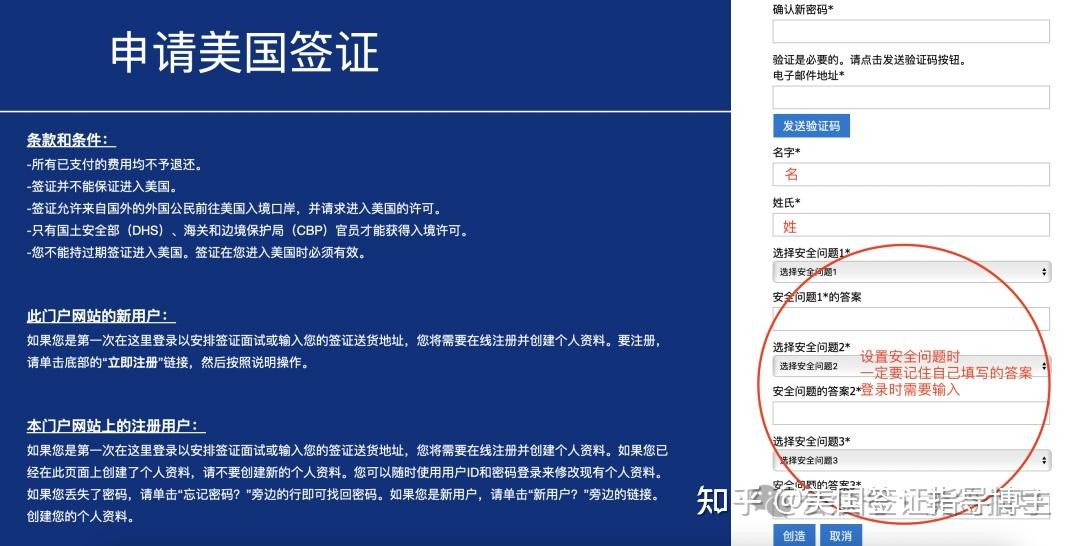 申请美国签证
条款和条件：
-所有已支付的费用均不予退还。
-签证并不能保证进入美国。
-签证允许来自国外的外国公民前往美国入境口岸，并请求进入美国的许可。
-只有国土安全部（DHS）、海关和边境保护局（CBP）官员才能获得入境许可。
-您不能持过期签证进入美国。签证在您进入美国时必须有效。
此门户网站的新用户：
如果您是第一次在这里登录以安排签证面试或输入您的签证送货地址，您将需要在线注册并创建个人资料。要注册，
请单击底部的“立即注册”链接，然后按照说明操作。
本门户网站上的注册用户：
如果您是第一次在这里登录以安排签证面试或输入您的签证送货地址，您将需要在线注册并创建个人资料。如果您已
经在此页面上创建了个人资料，请不要创建新的个人资料。您可以随时使用用户ID和密码登录来修改现有个人资料。
如果您丢失了密码，请单击“忘记密码？”旁边的行即可找回密码。如果您是新用户，请单击“新用户？”旁边的链接。
创建您的个人资料。
确认新密码*
验证是必要的。请点击发送验证码按钮。
电子邮件地址*
发送验证码
名字*
名
姓氏*
姓
选择安全问题1*
选择安全问题1
安全问题1*的答案
选择安全问题2*
选择安全问题2
设置安全问题时
一定要记住自己填写的答案
登录时需要输入
安全问题的答案2*
选择安全问题3*
选择安全问题3
安全问题的答案3*
知乎 @美国签证指导博主
创造 取消